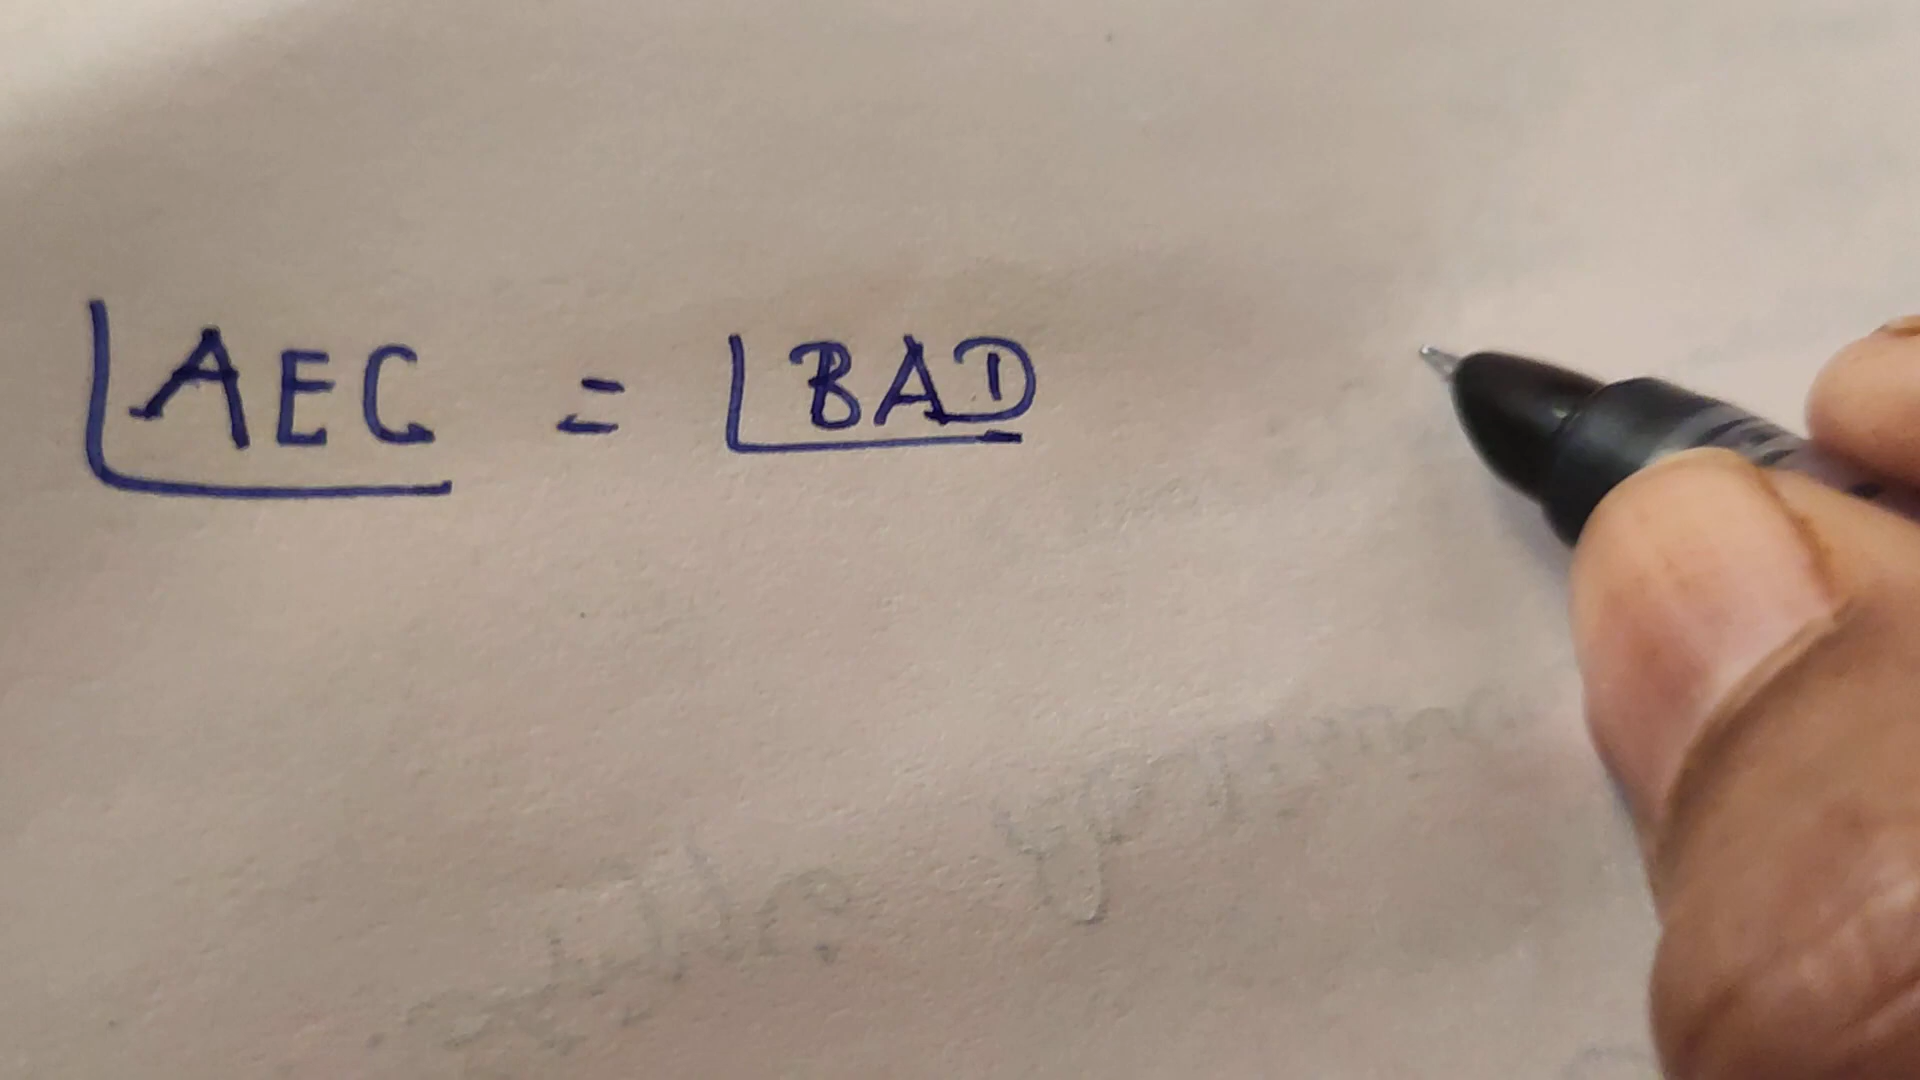 ∠AEC = ∠BAD